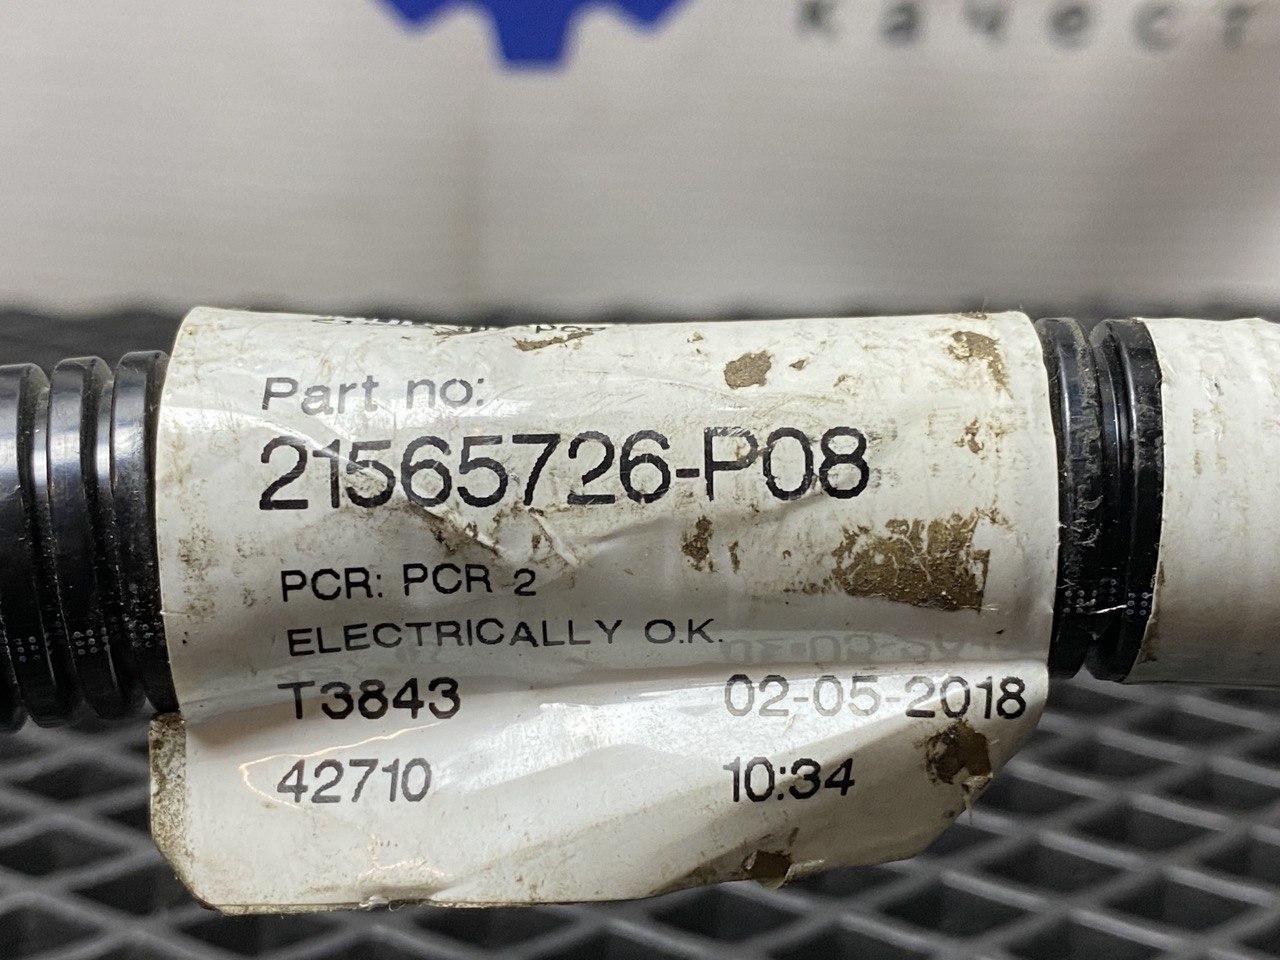 Part no:
21565726-P08
PCR: PCR 2
ELECTRICALLY O.K.
T3843 02-05-2018
42710 10:34